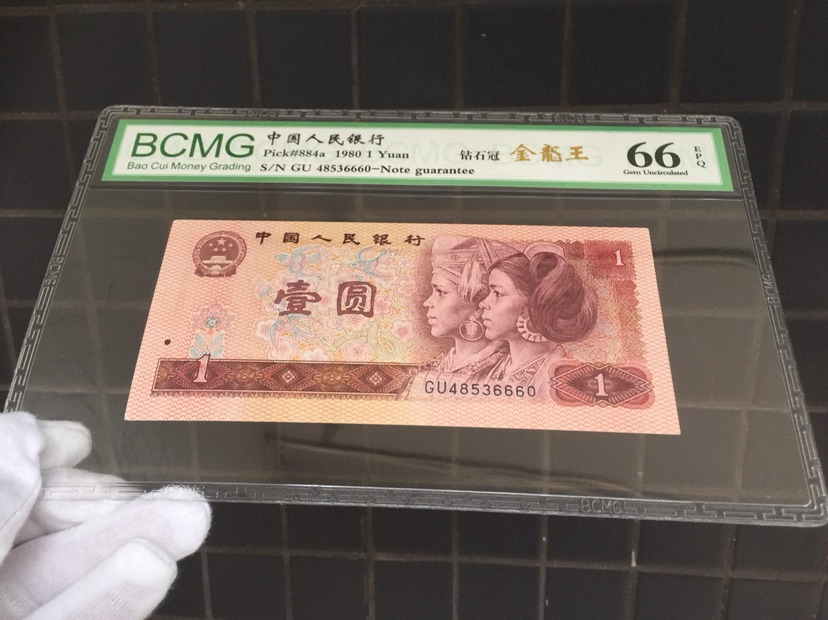 BCMG
Bao Cui Money Grading
中国人民银行
Pick#884a 1980 1 Yuan
S/N GU 48536660-Note guarantee
钻石冠 金龍王
66
EPQ
Gem Uncirculated
中国人民银行
壹圆
1
1
1
GU48536660
BCMG